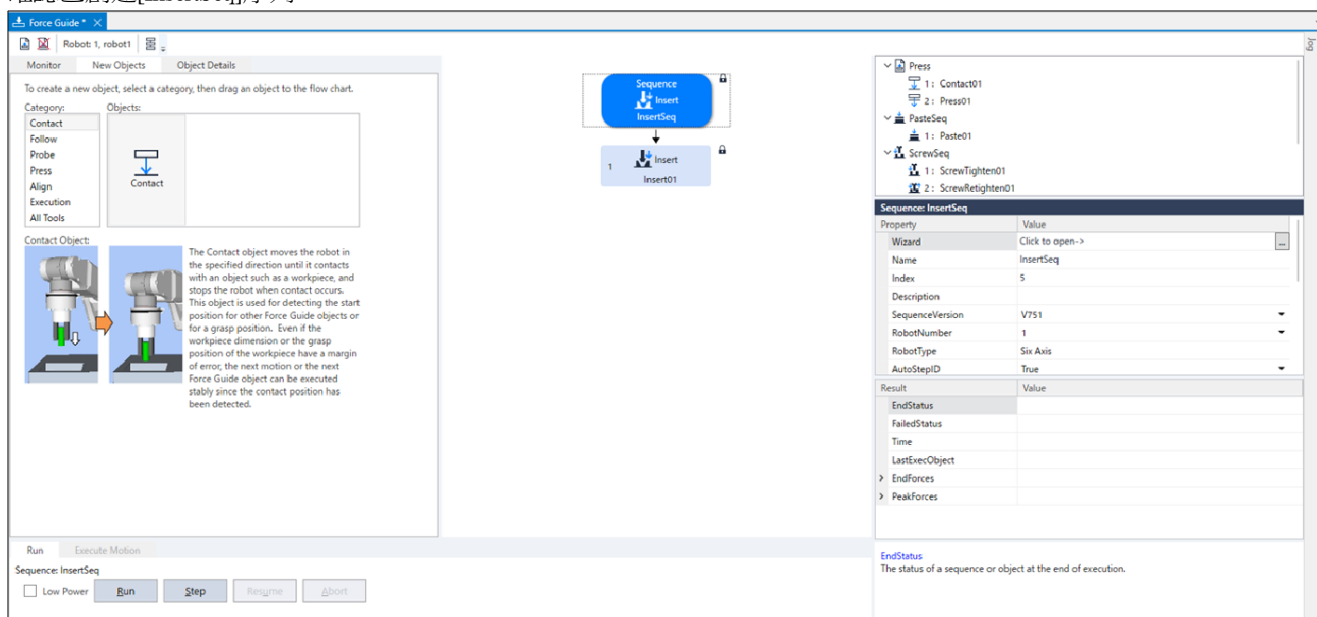 Force Guide *
Robot: 1, robot1
Jog
Monitor New Objects Object Details
To create a new object, select a category, then drag an object to the flow chart.
Category: Objects:
Contact
Follow
Probe
Press
Align
Execution
All Tools
Contact
Contact Object:
The Contact object moves the robot in
the specified direction until it contacts
with an object such as a workpiece, and
stops the robot when contact occurs.
This object is used for detecting the start
position for other Force Guide objects or
for a grasp position. Even if the
workpiece dimension or the grasp
position of the workpiece have a margin
of error, the next motion or the next
Force Guide object can be executed
stably since the contact position has
been detected.
Sequence
Insert
InsertSeq
1 Insert
Insert01
Press
1: Contact01
2: Press01
PasteSeq
1: Paste01
ScrewSeq
1: ScrewTighten01
2: ScrewRetighten01
Sequence: InsertSeq
Property Value
Wizard Click to open-> ...
Name InsertSeq
Index 5
Description
SequenceVersion V751
RobotNumber 1
RobotType Six Axis
AutoStepID True
Result Value
EndStatus
FailedStatus
Time
LastExecObject
EndForces
PeakForces
EndStatus
The status of a sequence or object at the end of execution.
Run Execute Motion
Sequence: InsertSeq
Low Power Run Step Resume Abort